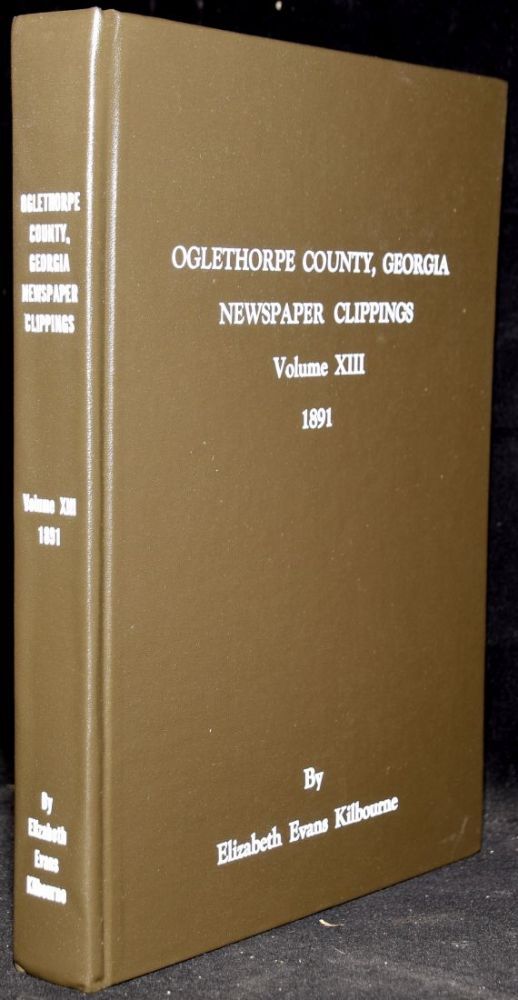 OGLETHORPE
COUNTY,
GEORGIA
NEWSPAPER
CLIPPINGS
Volume XIII
1891
By
Elizabeth
Evans
Kilbourne
OGLETHORPE COUNTY, GEORGIA
NEWSPAPER CLIPPINGS
Volume XIII
1891
By
Elizabeth Evans Kilbourne